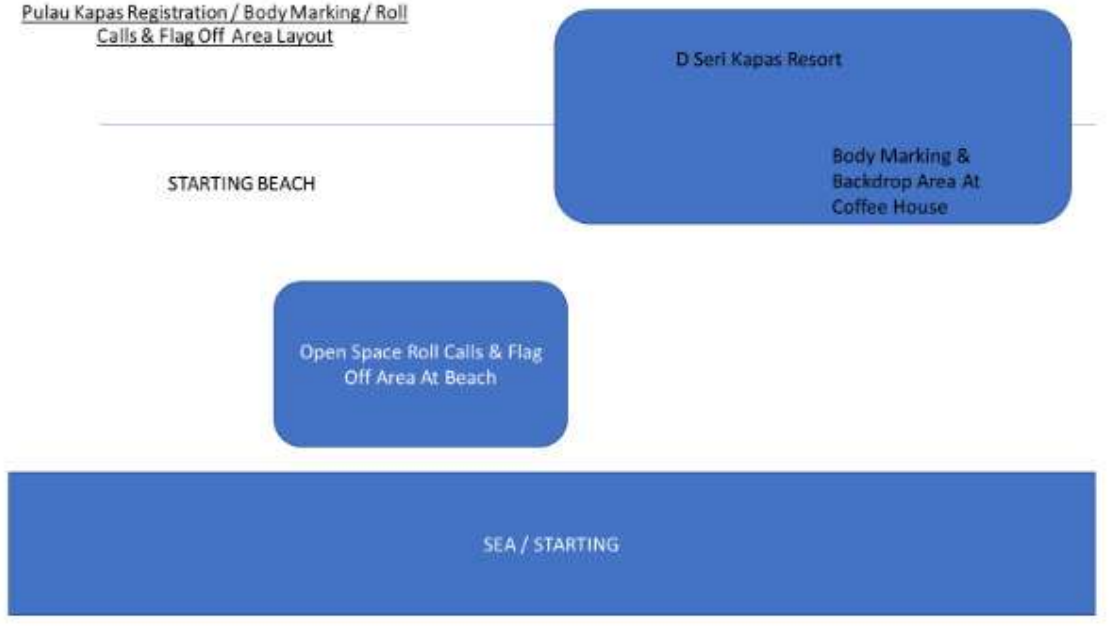 Pulau Kapas Registration / Body Marking / Roll
Calls & Flag Off Area Layout
D Seri Kapas Resort
Body Marking &
Backdrop Area At
Coffee House
STARTING BEACH
Open Space Roll Calls & Flag
Off Area At Beach
SEA / STARTING